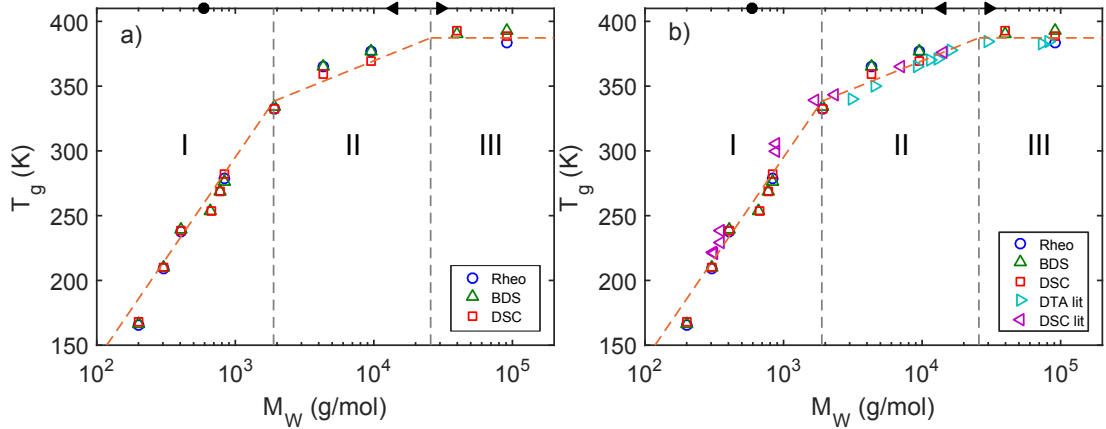 a)
400
350
300
250
200
150
T_g (K)
I
II
III
Rheo
BDS
DSC
10^2
10^3
10^4
10^5
M_W (g/mol)
b)
400
350
300
250
200
150
T_g (K)
I
II
III
Rheo
BDS
DSC
DTA lit
DSC lit
10^2
10^3
10^4
10^5
M_W (g/mol)